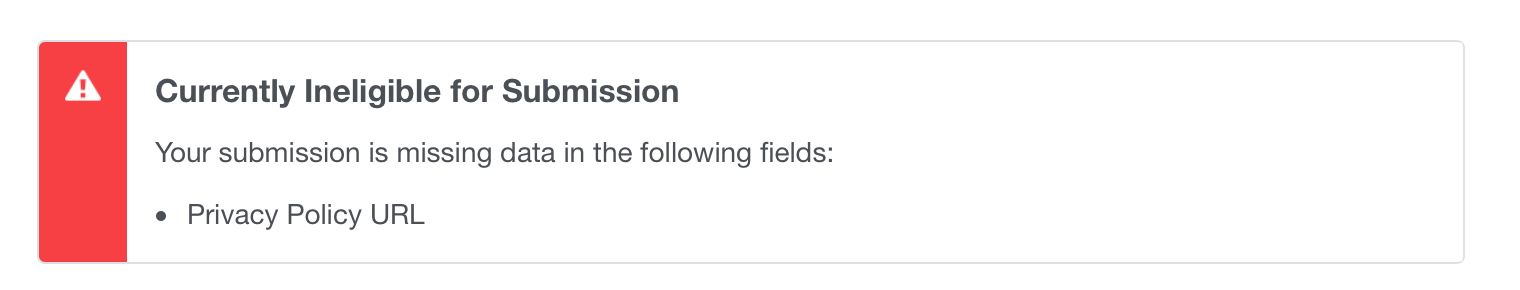 Currently Ineligible for Submission
Your submission is missing data in the following fields:
• Privacy Policy URL